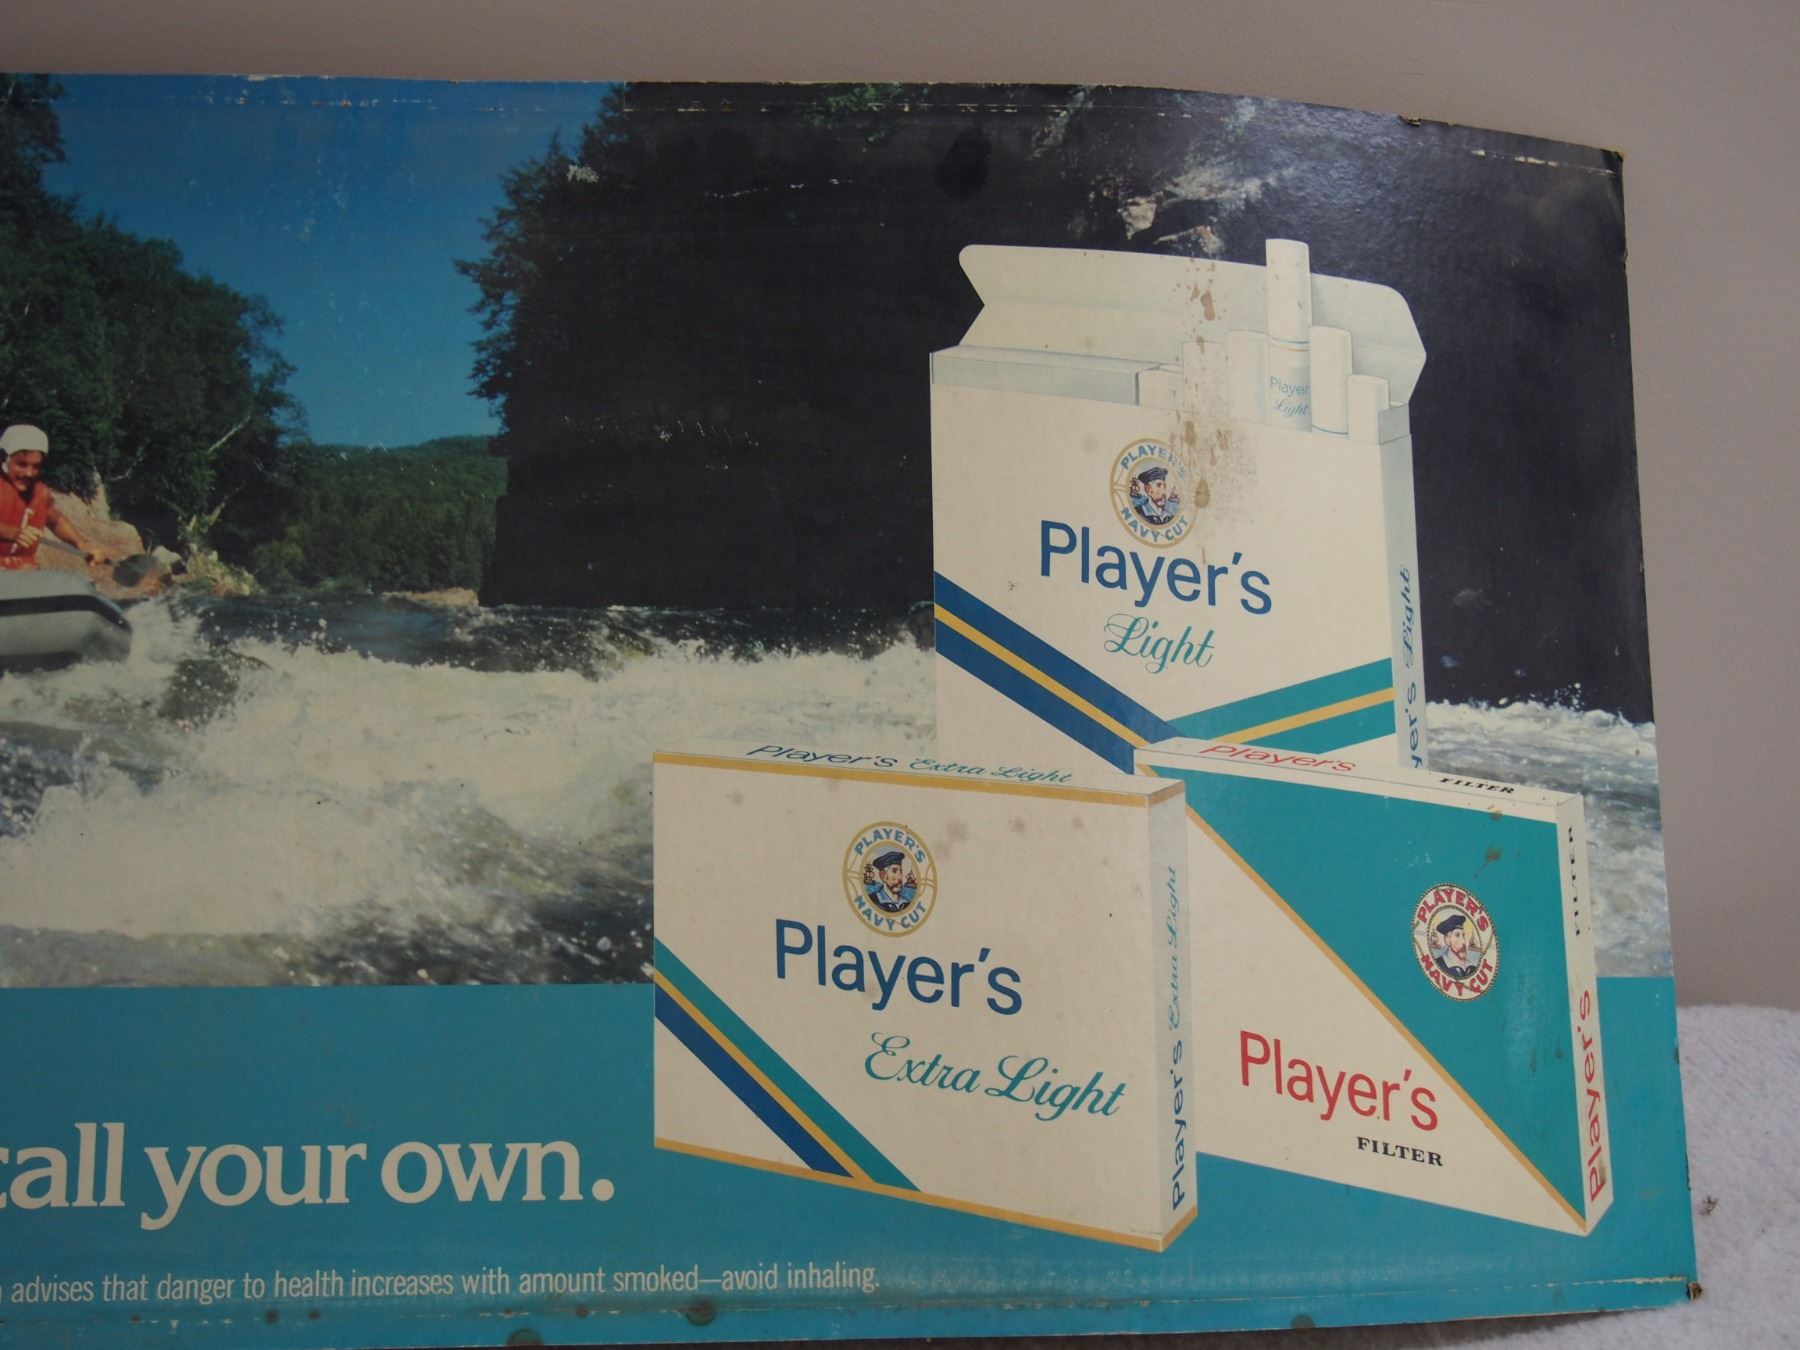 Player
Light
PLAYER'S
NAVY CUT
Player's
Light
yer's Light
Player's Extra Light
PLAYER'S
NAVY CUT
Player's
Extra Light
Player's Extra Light
Player's FILTER
PLAYER'S
NAVY CUT
Player's
FILTER
Player's FILTER
call your own.
advises that danger to health increases with amount smoked—avoid inhaling.